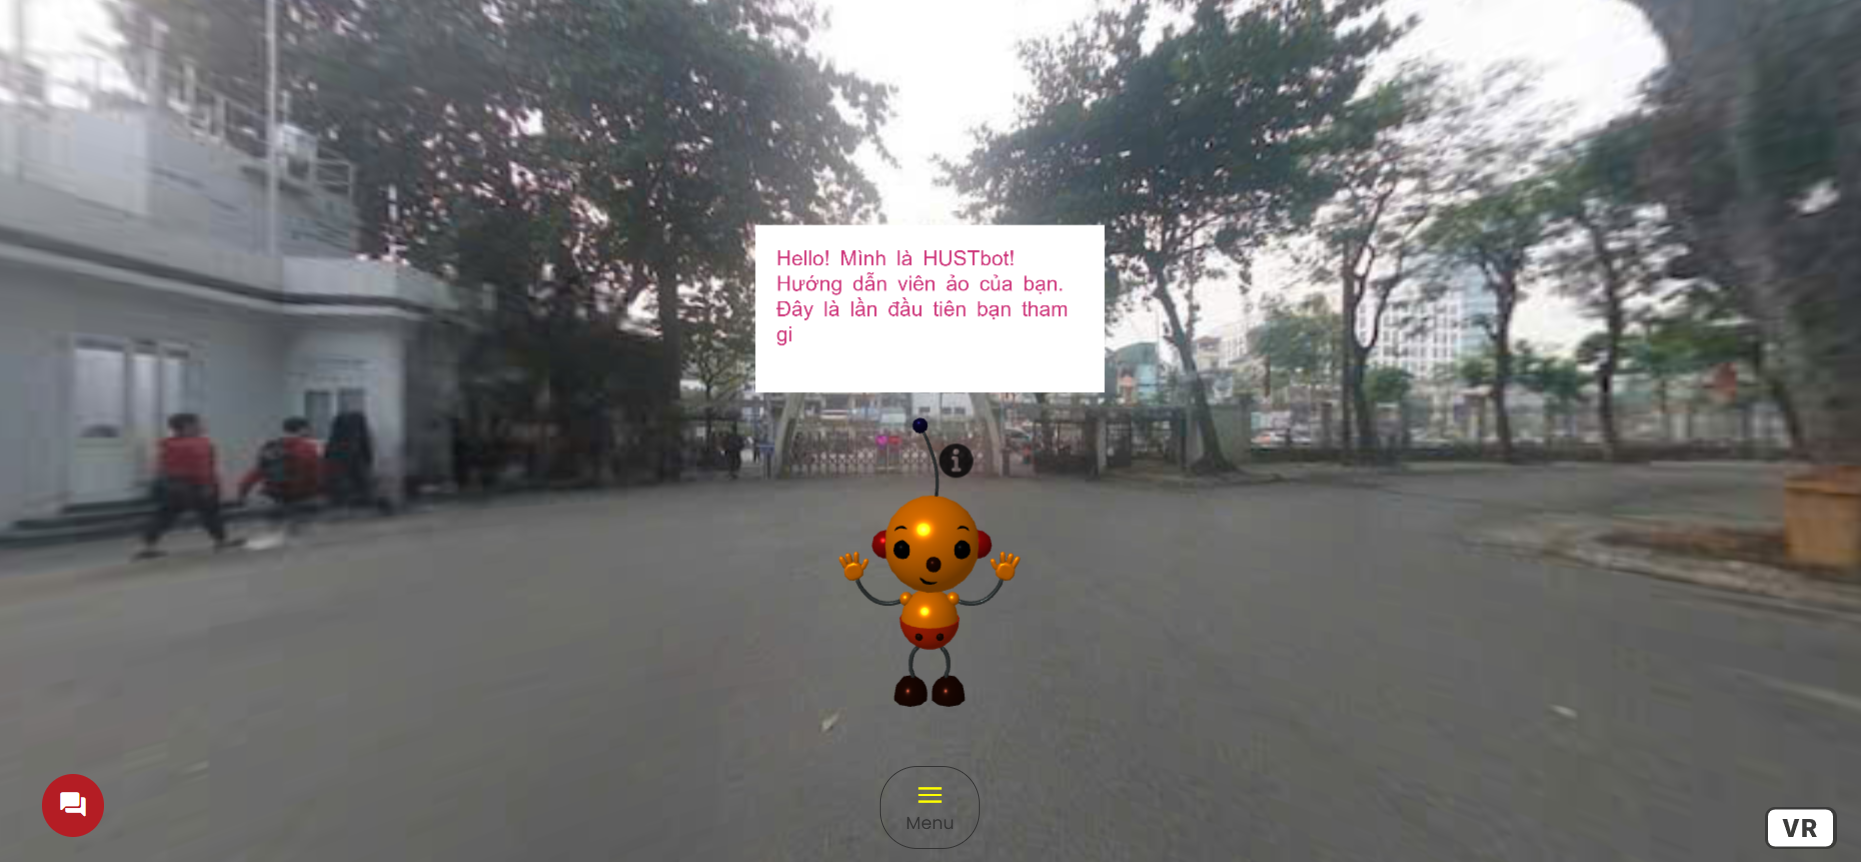 Hello! Mình là HUSTbot!
Hướng dẫn viên ảo của bạn.
Đây là lần đầu tiên bạn tham
gi
Menu
VR